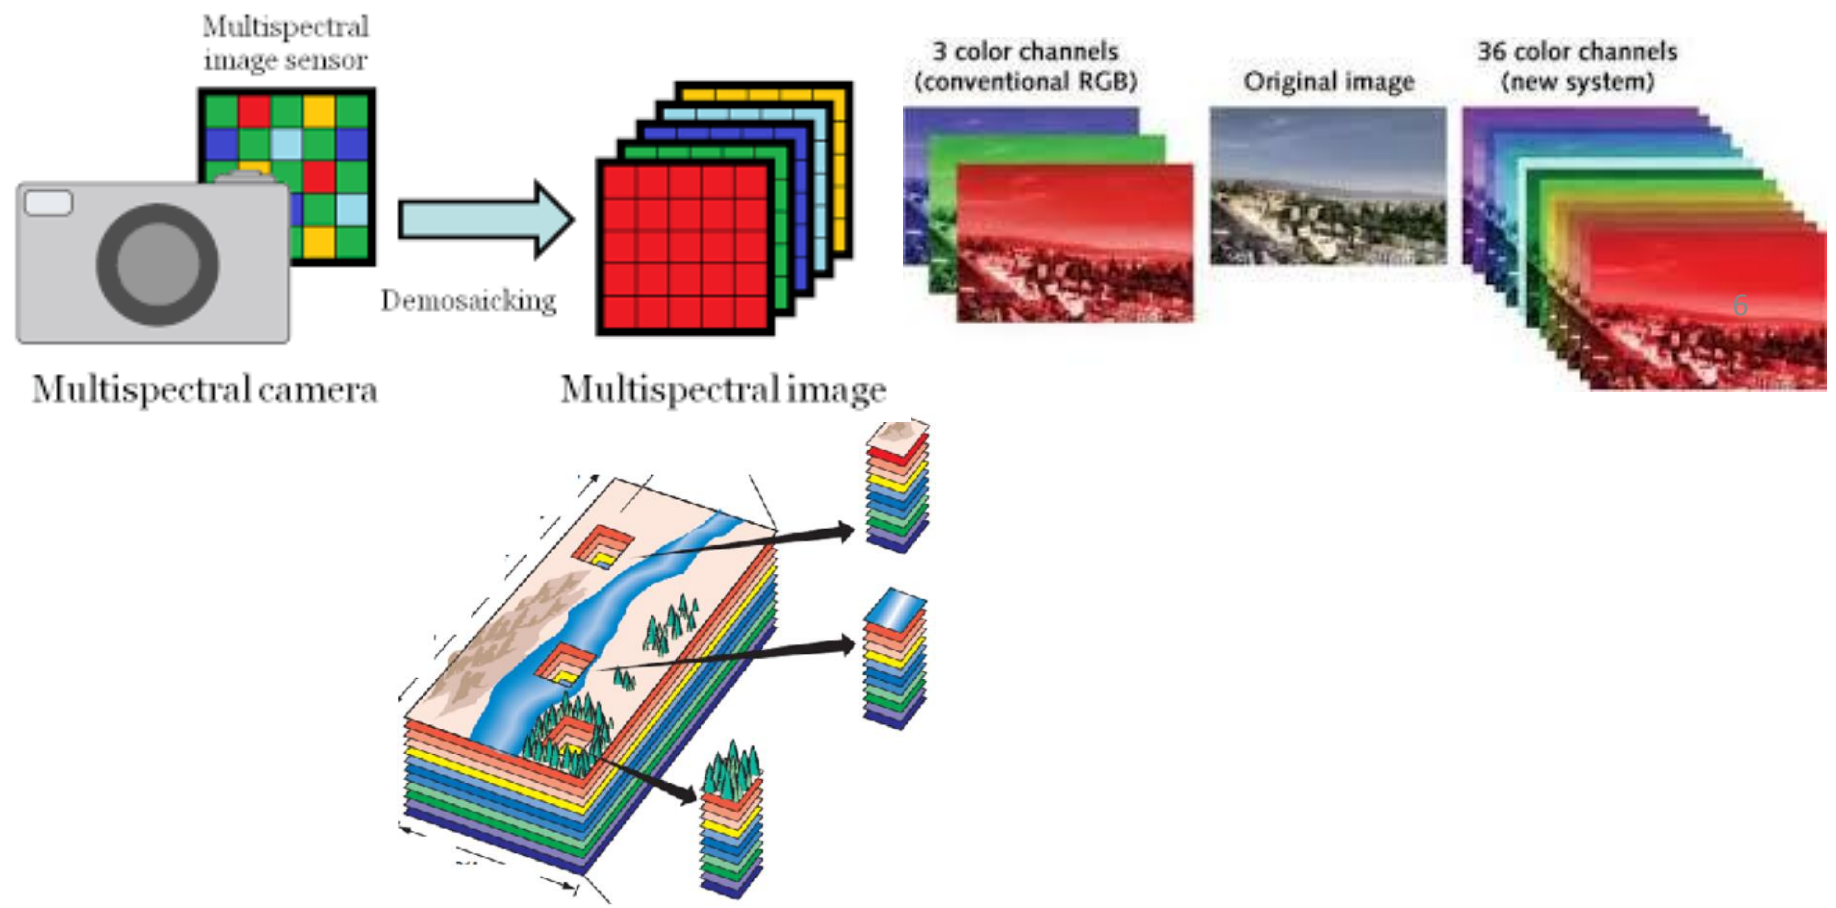 Multispectral
image sensor
Demosaicking
Multispectral camera
Multispectral image
3 color channels
(conventional RGB)
Original image
36 color channels
(new system)
6